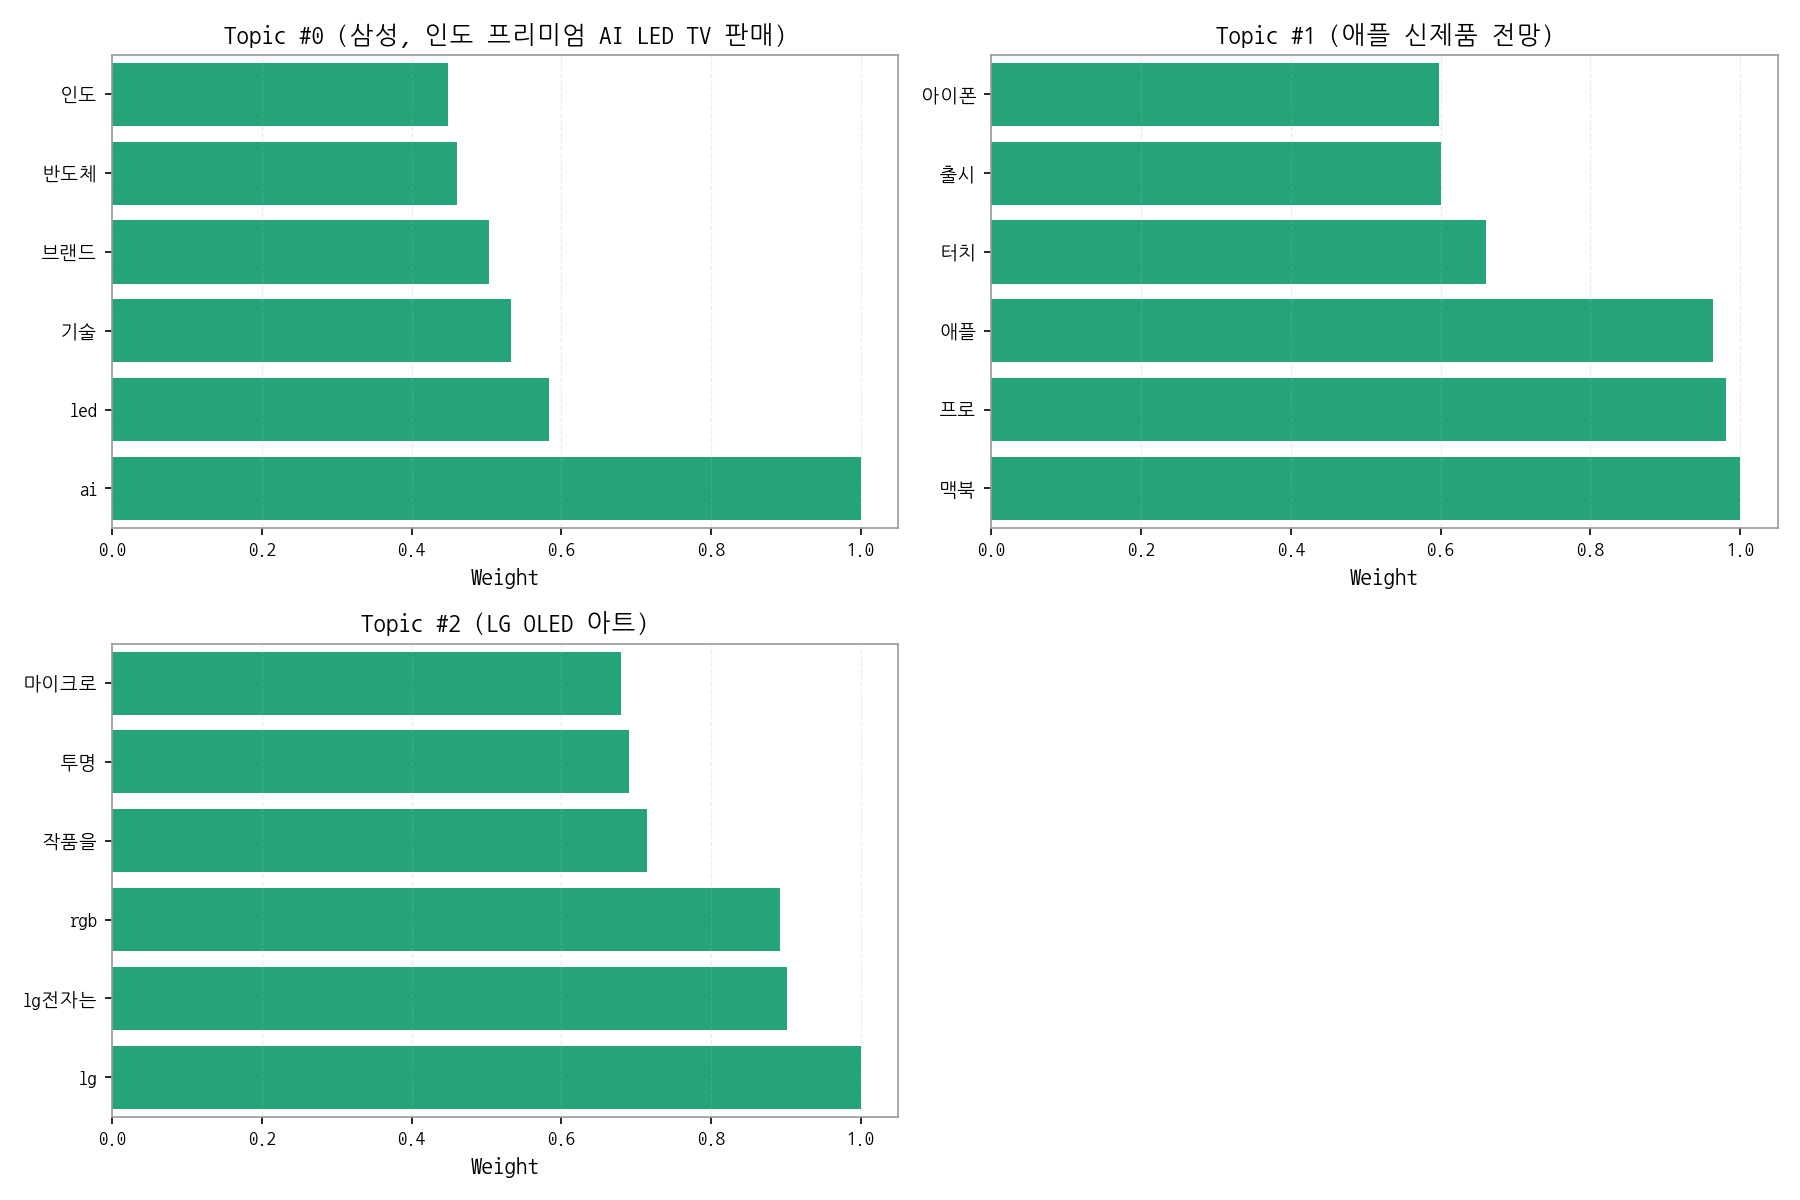 Topic #0 (삼성, 인도 프리미엄 AI LED TV 판매)
인도
반도체
브랜드
기술
led
ai
0.0 0.2 0.4 0.6 0.8 1.0
Weight
Topic #1 (애플 신제품 전망)
아이폰
출시
터치
애플
프로
맥북
0.0 0.2 0.4 0.6 0.8 1.0
Weight
Topic #2 (LG OLED 아트)
마이크로
투명
작품을
rgb
lg전자는
lg
0.0 0.2 0.4 0.6 0.8 1.0
Weight